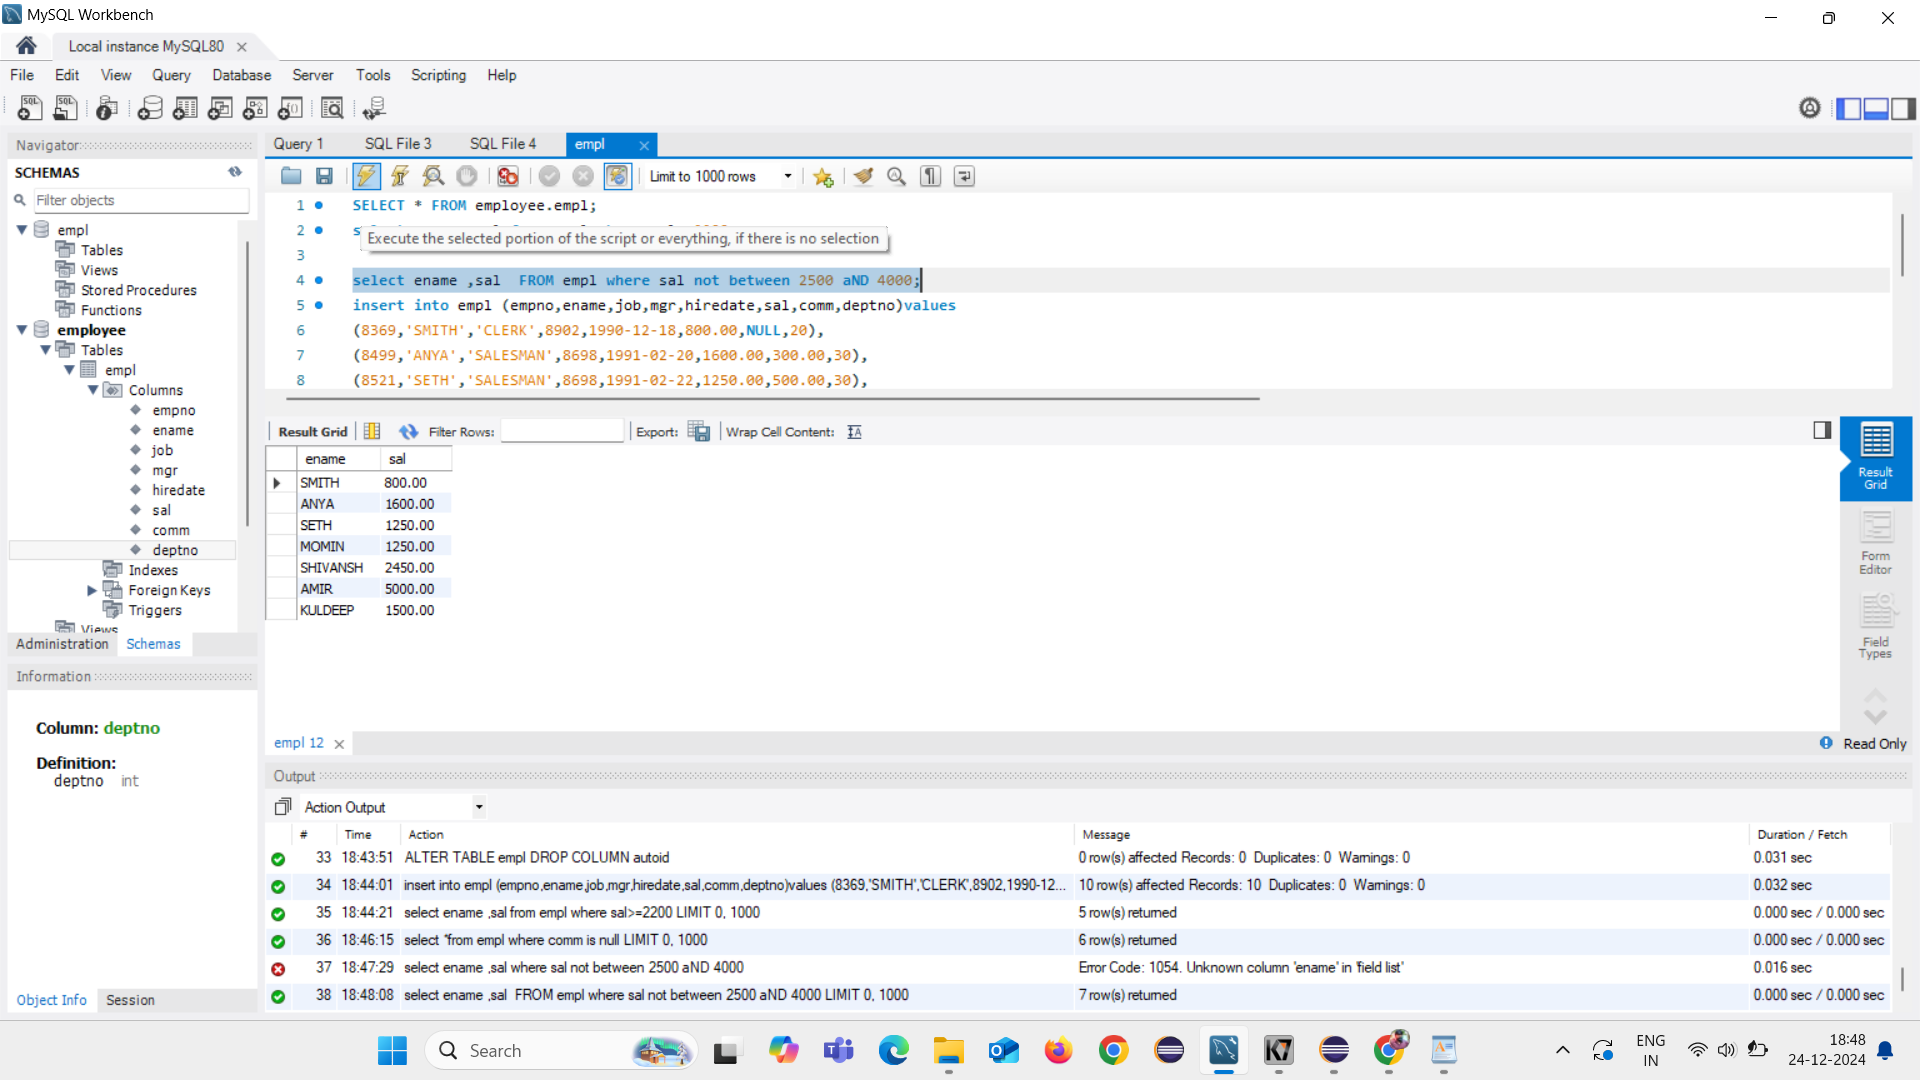 MySQL Workbench
Local instance MySQL80
File Edit View Query Database Server Tools Scripting Help
Navigator
SCHEMAS
Filter objects
empl
Tables
Views
Stored Procedures
Functions
employee
Tables
empl
Columns
empno
ename
job
mgr
hiredate
sal
comm
deptno
Indexes
Foreign Keys
Triggers
Views
Administration Schemas
Information
Column: deptno
Definition:
deptno int
Object Info Session
Query 1 SQL File 3 SQL File 4 empl
Limit to 1000 rows
1 SELECT * FROM employee.empl;
2
Execute the selected portion of the script or everything, if there is no selection
3
4 select ename ,sal FROM empl where sal not between 2500 aND 4000;
5 insert into empl (empno,ename,job,mgr,hiredate,sal,comm,deptno)values
6 (8369,'SMITH','CLERK',8902,1990-12-18,800.00,NULL,20),
7 (8499,'ANYA','SALESMAN',8698,1991-02-20,1600.00,300.00,30),
8 (8521,'SETH','SALESMAN',8698,1991-02-22,1250.00,500.00,30),
Result Grid Filter Rows: Export: Wrap Cell Content:
ename sal
SMITH 800.00
ANYA 1600.00
SETH 1250.00
MOMIN 1250.00
SHIVANSH 2450.00
AMIR 5000.00
KULDEEP 1500.00
Result
Grid
Form
Editor
Field
Types
empl 12
Read Only
Output
Action Output
# Time Action Message Duration / Fetch
33 18:43:51 ALTER TABLE empl DROP COLUMN autoid 0 row(s) affected Records: 0 Duplicates: 0 Warnings: 0 0.031 sec
34 18:44:01 insert into empl (empno,ename,job,mgr,hiredate,sal,comm,deptno)values (8369,'SMITH','CLERK',8902,1990-12... 10 row(s) affected Records: 10 Duplicates: 0 Warnings: 0 0.032 sec
35 18:44:21 select ename ,sal from empl where sal>=2200 LIMIT 0, 1000 5 row(s) returned 0.000 sec / 0.000 sec
36 18:46:15 select *from empl where comm is null LIMIT 0, 1000 6 row(s) returned 0.000 sec / 0.000 sec
37 18:47:29 select ename ,sal where sal not between 2500 aND 4000 Error Code: 1054. Unknown column 'ename' in 'field list' 0.016 sec
38 18:48:08 select ename ,sal FROM empl where sal not between 2500 aND 4000 LIMIT 0, 1000 7 row(s) returned 0.000 sec / 0.000 sec
Search
ENG
IN
18:48
24-12-2024